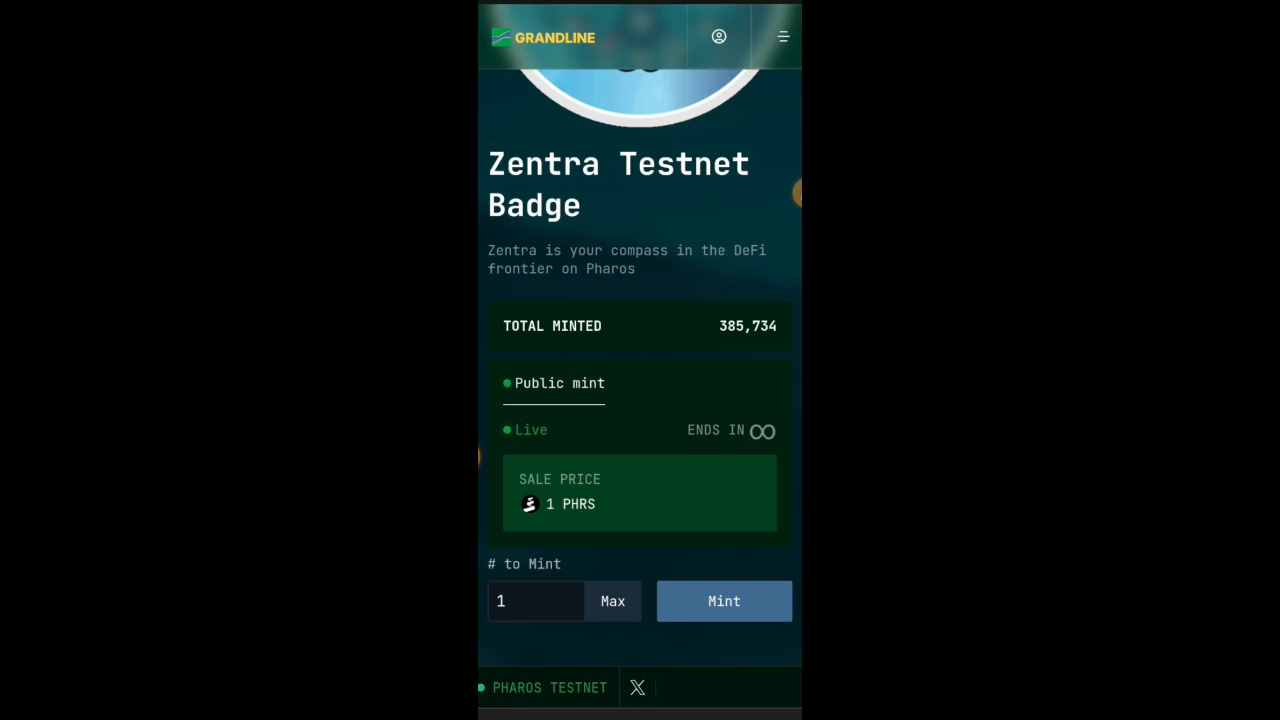 GRANDLINE
Zentra Testnet
Badge
Zentra is your compass in the DeFi
frontier on Pharos
TOTAL MINTED 385,734
Public mint
Live ENDS IN ∞
SALE PRICE
1 PHRS
# to Mint
1 Max Mint
PHAROS TESTNET